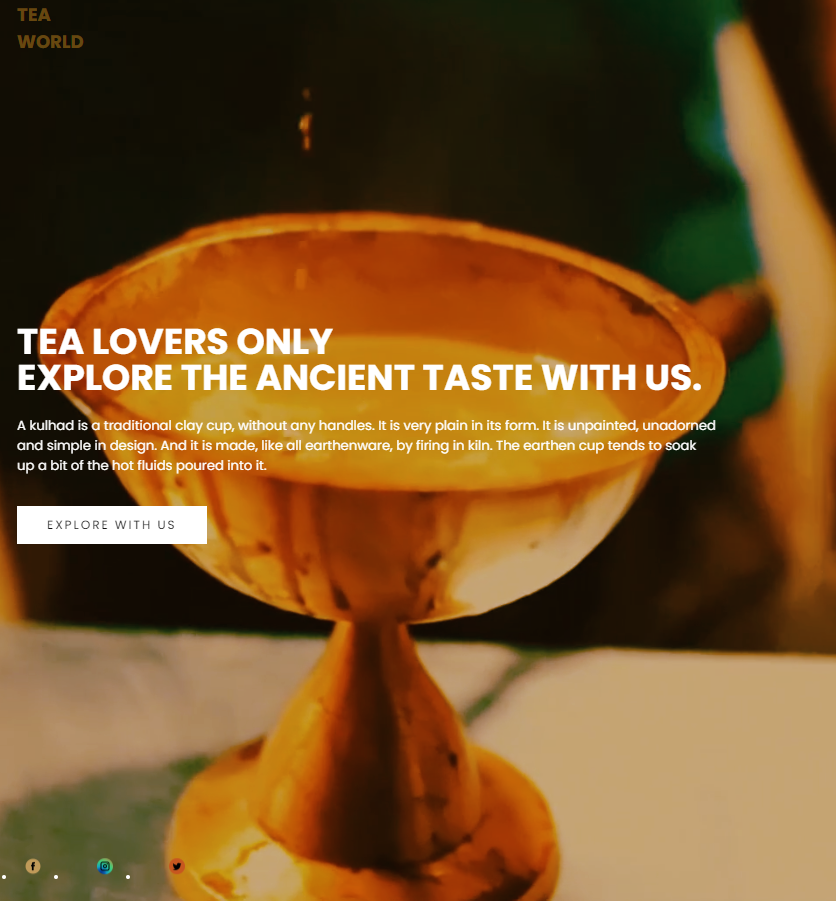 TEA
WORLD
TEA LOVERS ONLY
EXPLORE THE ANCIENT TASTE WITH US.
A kulhad is a traditional clay cup, without any handles. It is very plain in its form. It is unpainted, unadorned
and simple in design. And it is made, like all earthenware, by firing in kiln. The earthen cup tends to soak
up a bit of the hot fluids poured into it.
EXPLORE WITH US